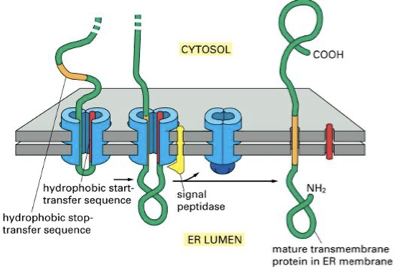 CYTOSOL
COOH
hydrophobic start-
transfer sequence
signal
peptidase
NH2
hydrophobic stop-
transfer sequence
ER LUMEN
mature transmembrane
protein in ER membrane